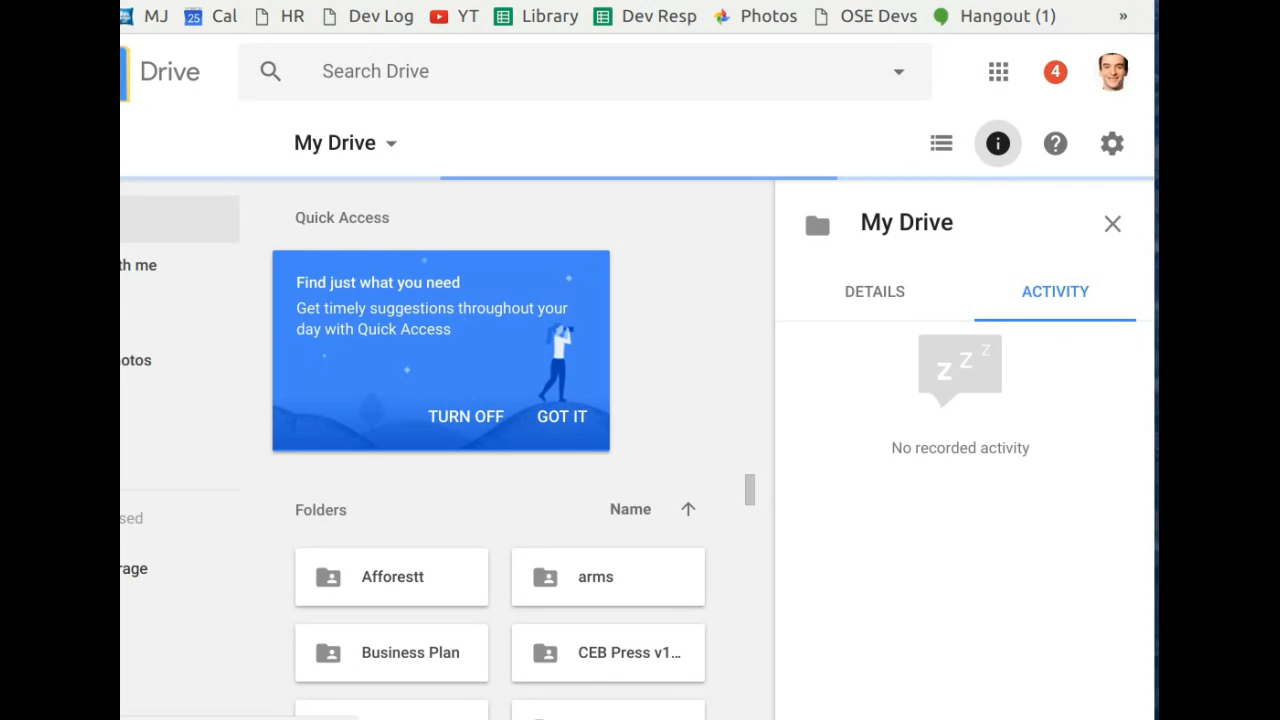 MJ 25 Cal HR Dev Log YT Library Dev Resp Photos OSE Devs Hangout (1) »
Drive Search Drive 4
My Drive
Quick Access
My Drive
th me
Find just what you need
Get timely suggestions throughout your
day with Quick Access
DETAILS ACTIVITY
z z z
otos
TURN OFF GOT IT
No recorded activity
sed
Folders Name
rage
Afforestt arms
Business Plan CEB Press v1...